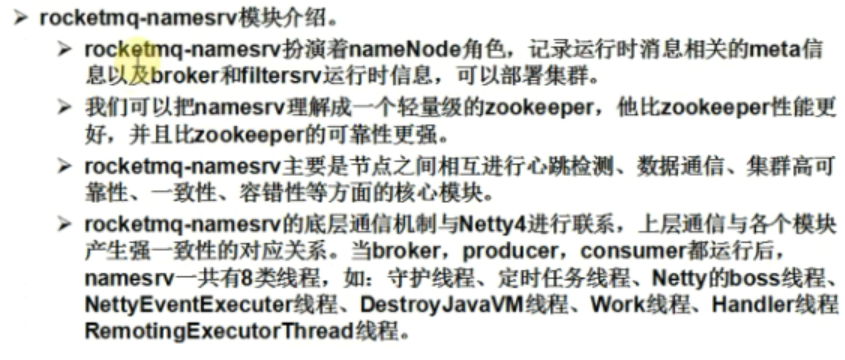 ➢ rocketmq-namesrv模块介绍。
➢ rocketmq-namesrv扮演着nameNode角色，记录运行时消息相关的meta信
息以及broker和filtersrv运行时信息，可以部署集群。
➢ 我们可以把namesrv理解成一个轻量级的zookeeper，他比zookeeper性能更
好，并且比zookeeper的可靠性更强。
➢ rocketmq-namesrv主要是节点之间相互进行心跳检测、数据通信、集群高可
靠性、一致性、容错性等方面的核心模块。
➢ rocketmq-namesrv的底层通信机制与Netty4进行联系，上层通信与各个模块
产生强一致性的对应关系。当broker，producer，consumer都运行后，
namesrv一共有8类线程，如：守护线程、定时任务线程、Netty的boss线程、
NettyEventExecuter线程、DestroyJavaVM线程、Work线程、Handler线程
RemotingExecutorThread线程。